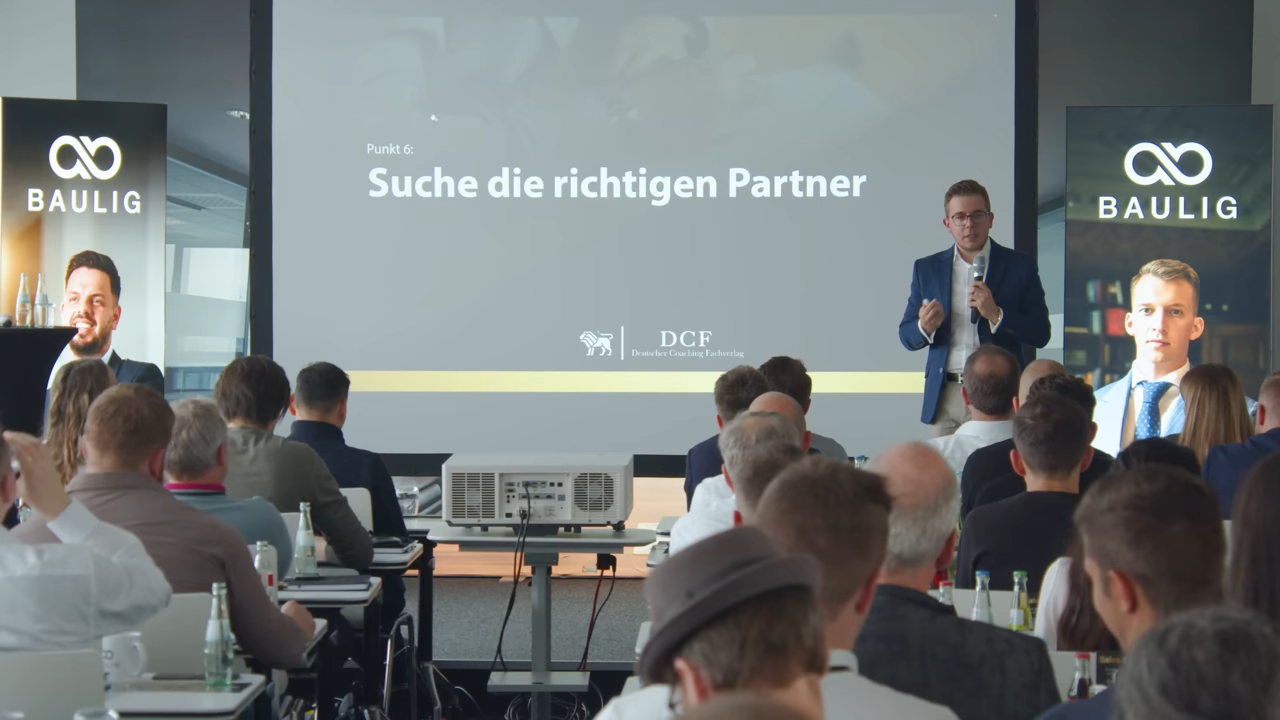 BAULIG
Punkt 6:
Suche die richtigen Partner
DCF
Deutscher Coaching Fachverlag
BAULIG